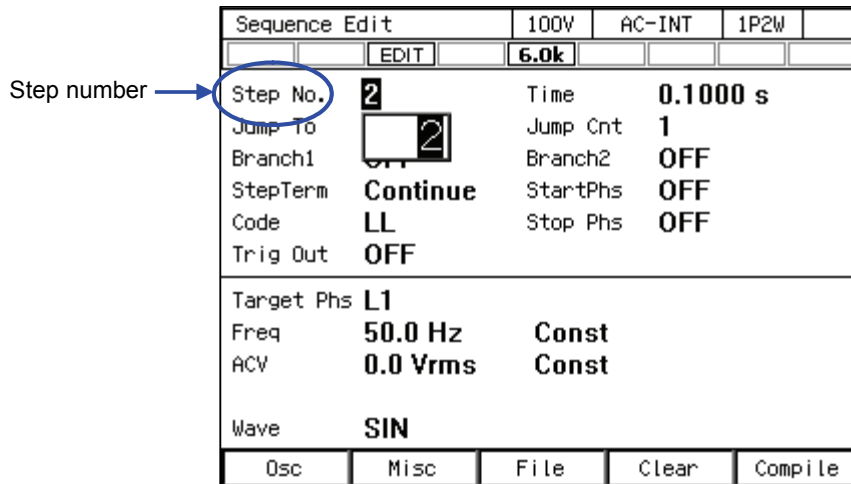 Sequence Edit 100V AC-INT 1P2W
EDIT 6.0k
Step number
Step No. 2 Time 0.1000 s
Jump To 2 Jump Cnt 1
Branch1 OFF Branch2 OFF
StepTerm Continue StartPhs OFF
Code LL Stop Phs OFF
Trig Out OFF
Target Phs L1
Freq 50.0 Hz Const
ACV 0.0 Vrms Const
Wave SIN
Osc Misc File Clear Compile